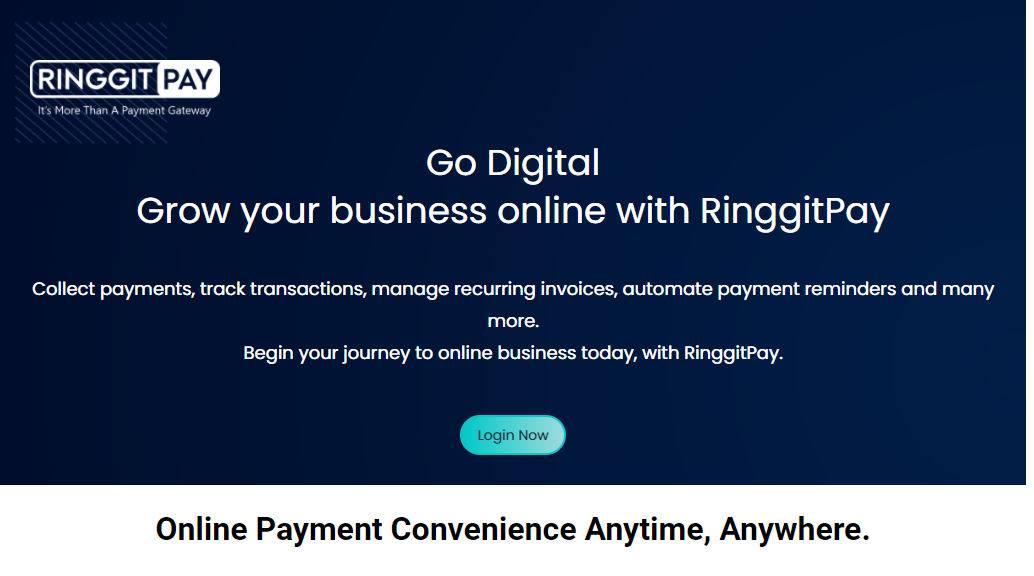 RINGGIT PAY
It's More Than A Payment Gateway
Go Digital
Grow your business online with RinggitPay
Collect payments, track transactions, manage recurring invoices, automate payment reminders and many
more.
Begin your journey to online business today, with RinggitPay.
Login Now
Online Payment Convenience Anytime, Anywhere.